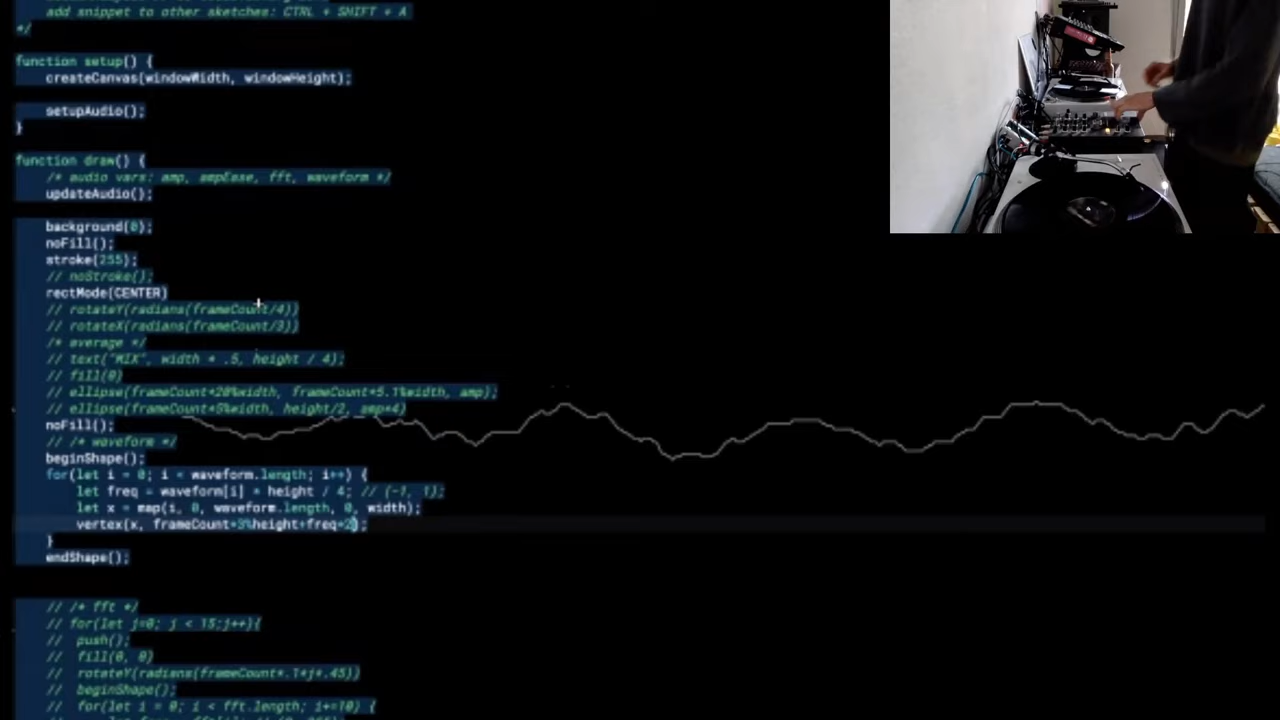 add snippet to other sketches: CTRL + SHIFT + A
*/
function setup() {
createCanvas(windowWidth, windowHeight);
setupAudio();
}
function draw() {
/* audio vars: amp, ampEase, fft, waveform */
updateAudio();
background(0);
noFill();
stroke(255);
// noStroke();
rectMode(CENTER)
// rotateY(radians(frameCount/4))
// rotateX(radians(frameCount/3))
/* average */
// text("MIX", width * .5, height / 4);
// fill(0)
// ellipse(frameCount*20%width, frameCount*5.1%width, amp);
// ellipse(frameCount*5%width, height/2, amp*4)
noFill();
// /* waveform */
beginShape();
for(let i = 0; i < waveform.length; i++) {
let freq = waveform[i] * height / 4; // (-1, 1);
let x = map(i, 0, waveform.length, 0, width);
vertex(x, frameCount*3%height+freq*2);
}
endShape();
// /* fft */
// for(let j=0; j < 15;j++){
// push();
// fill(0, 0)
// rotateY(radians(frameCount*.1*j*.45))
// beginShape();
// for(let i = 0; i < fft.length; i+=10) {